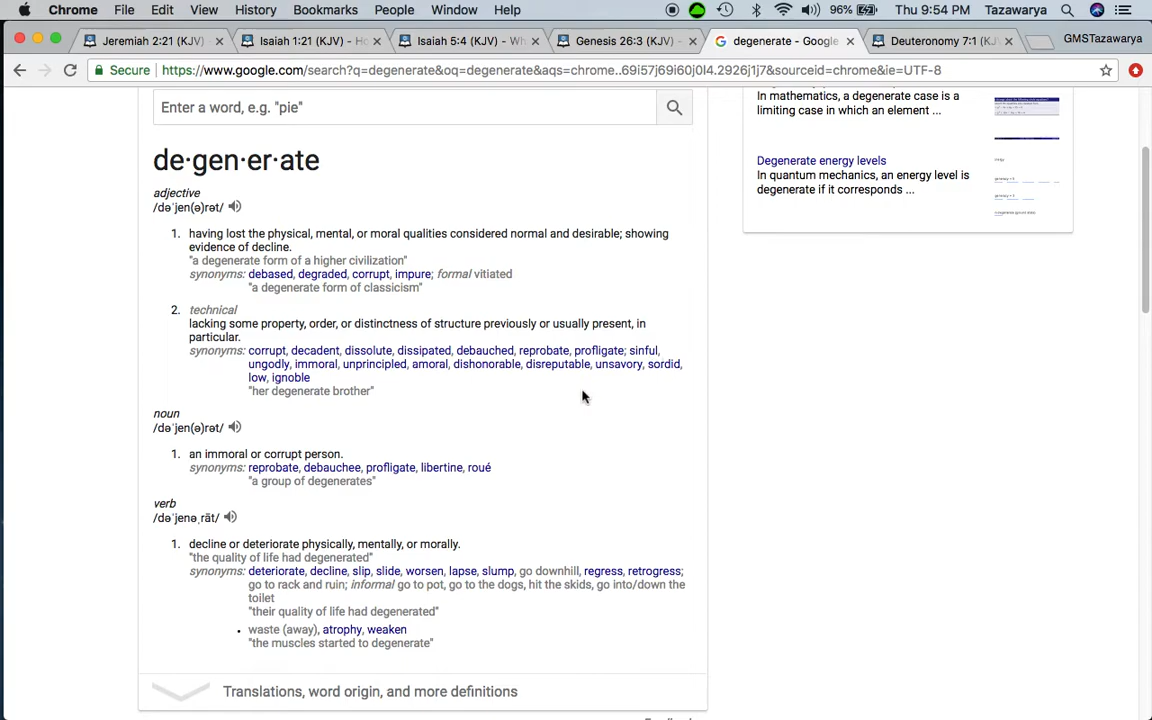 Chrome File Edit View History Bookmarks People Window Help 96% Thu 9:54 PM Tazawarya
Jeremiah 2:21 (KJV) Isaiah 1:21 (KJV) - Ho Isaiah 5:4 (KJV) - Wh Genesis 26:3 (KJV) - degenerate - Google Deuteronomy 7:1 (KJV GMSTazawarya
Secure https://www.google.com/search?q=degenerate&oq=degenerate&aqs=chrome..69i57j69i60j0l4.2926j1j7&sourceid=chrome&ie=UTF-8
Enter a word, e.g. "pie"
de·gen·er·ate
adjective
/dəˈjen(ə)rət/
1. having lost the physical, mental, or moral qualities considered normal and desirable; showing
evidence of decline.
"a degenerate form of a higher civilization"
synonyms: debased, degraded, corrupt, impure; formal vitiated
"a degenerate form of classicism"
2. technical
lacking some property, order, or distinctness of structure previously or usually present, in
particular.
synonyms: corrupt, decadent, dissolute, dissipated, debauched, reprobate, profligate; sinful,
ungodly, immoral, unprincipled, amoral, dishonorable, disreputable, unsavory, sordid,
low, ignoble
"her degenerate brother"
noun
/dəˈjen(ə)rət/
1. an immoral or corrupt person.
synonyms: reprobate, debauchee, profligate, libertine, roué
"a group of degenerates"
verb
/dəˈjenəˌrāt/
1. decline or deteriorate physically, mentally, or morally.
"the quality of life had degenerated"
synonyms: deteriorate, decline, slip, slide, worsen, lapse, slump, go downhill, regress, retrogress;
go to rack and ruin; informal go to pot, go to the dogs, hit the skids, go into/down the
toilet
"their quality of life had degenerated"
• waste (away), atrophy, weaken
"the muscles started to degenerate"
Translations, word origin, and more definitions
In mathematics, a degenerate case is a
limiting case in which an element ...
Degenerate energy levels
In quantum mechanics, an energy level is
degenerate if it corresponds ...